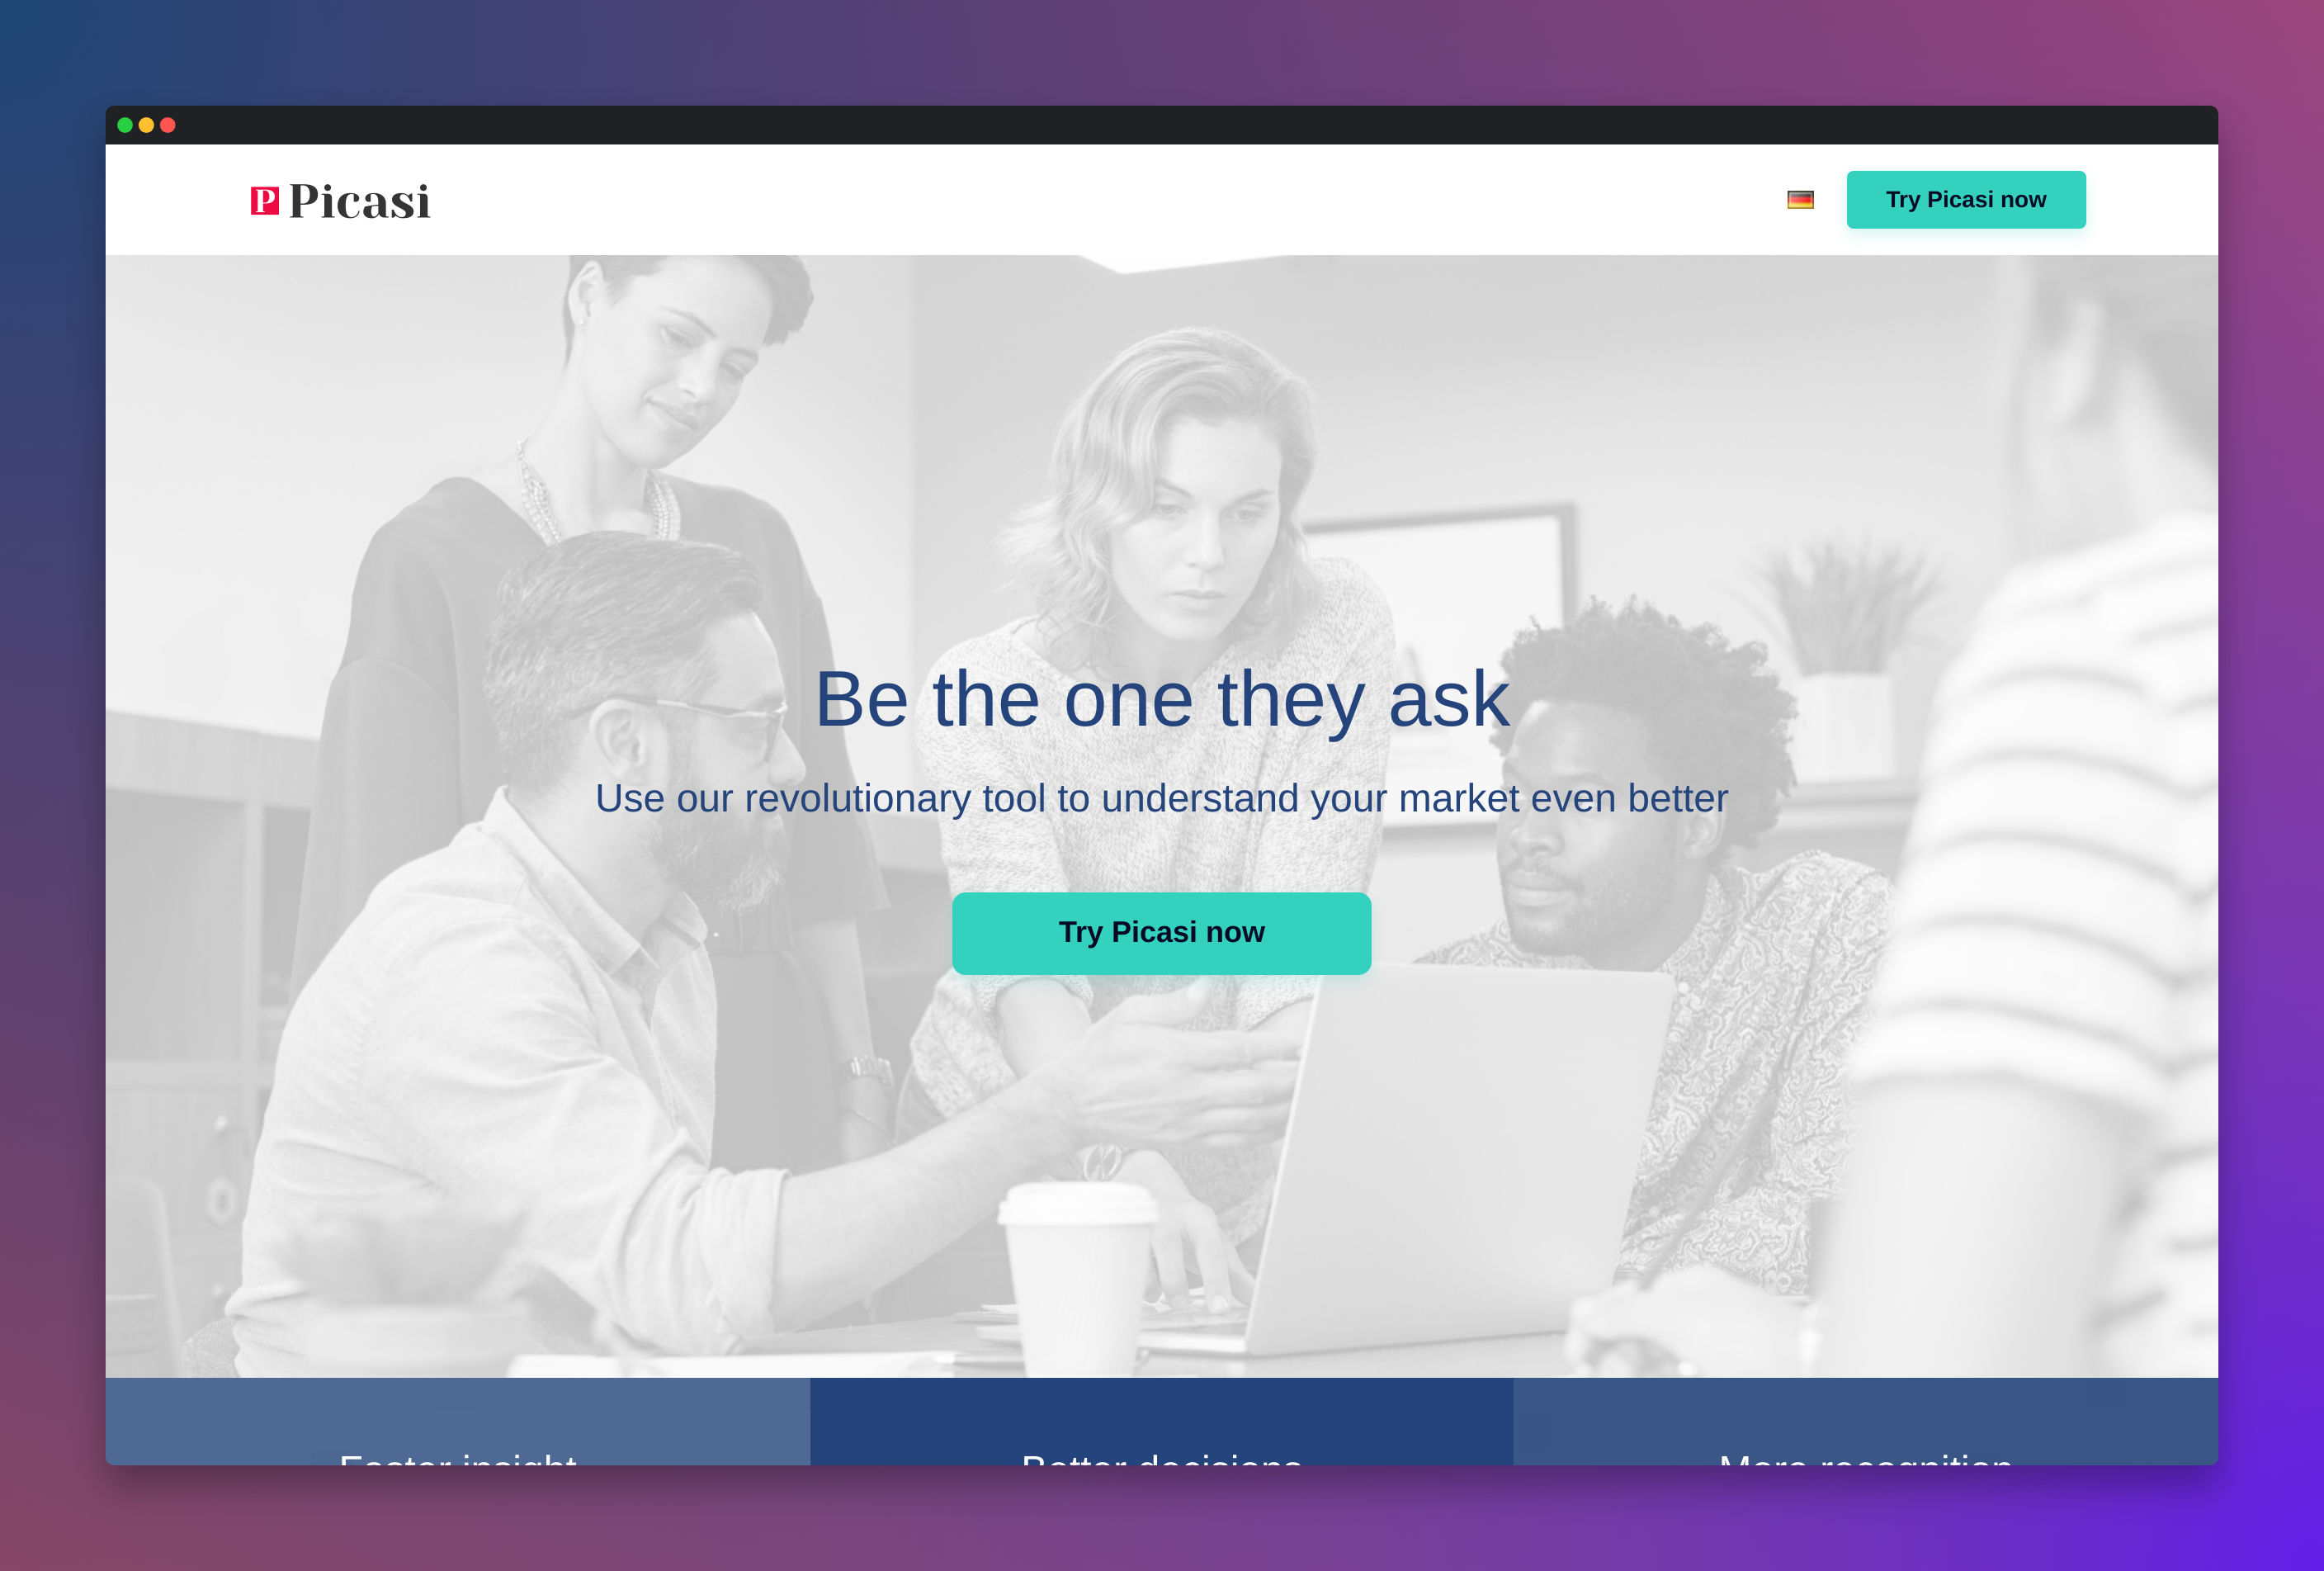 P Picasi
Try Picasi now
Be the one they ask
Use our revolutionary tool to understand your market even better
Try Picasi now
Faster insight
Better decisions
More recognition